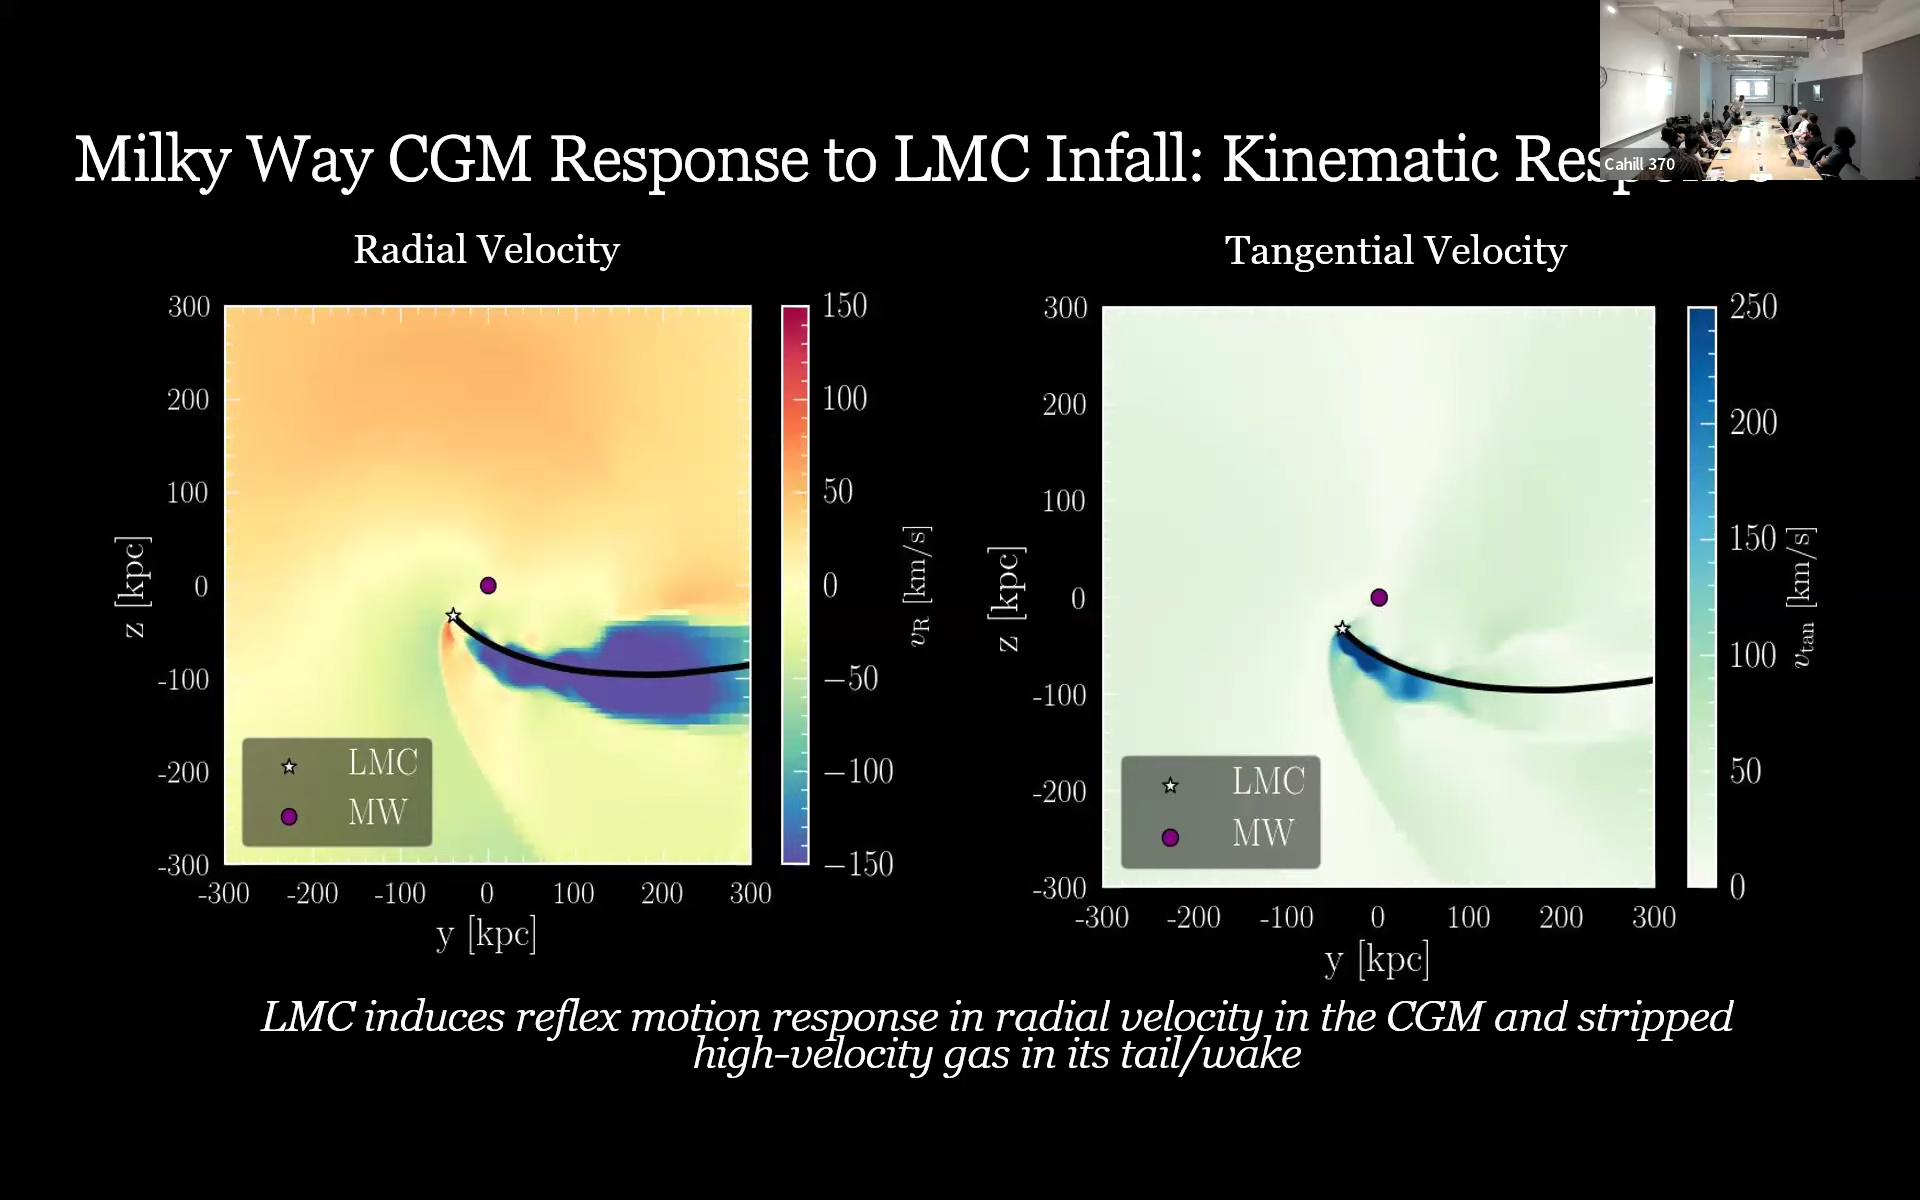 Cahill 370
Milky Way CGM Response to LMC Infall: Kinematic
Radial Velocity
300
200
100
0
-100
-200
-300
-300 -200 -100 0 100 200 300
y [kpc]
z [kpc]
LMC
MW
150
100
50
0
−50
−100
−150
v_R [km/s]
Tangential Velocity
300
200
100
0
-100
-200
-300
-300 -200 -100 0 100 200 300
y [kpc]
z [kpc]
LMC
MW
250
200
150
100
50
0
v_tan [km/s]
LMC induces reflex motion response in radial velocity in the CGM and stripped
high-velocity gas in its tail/wake